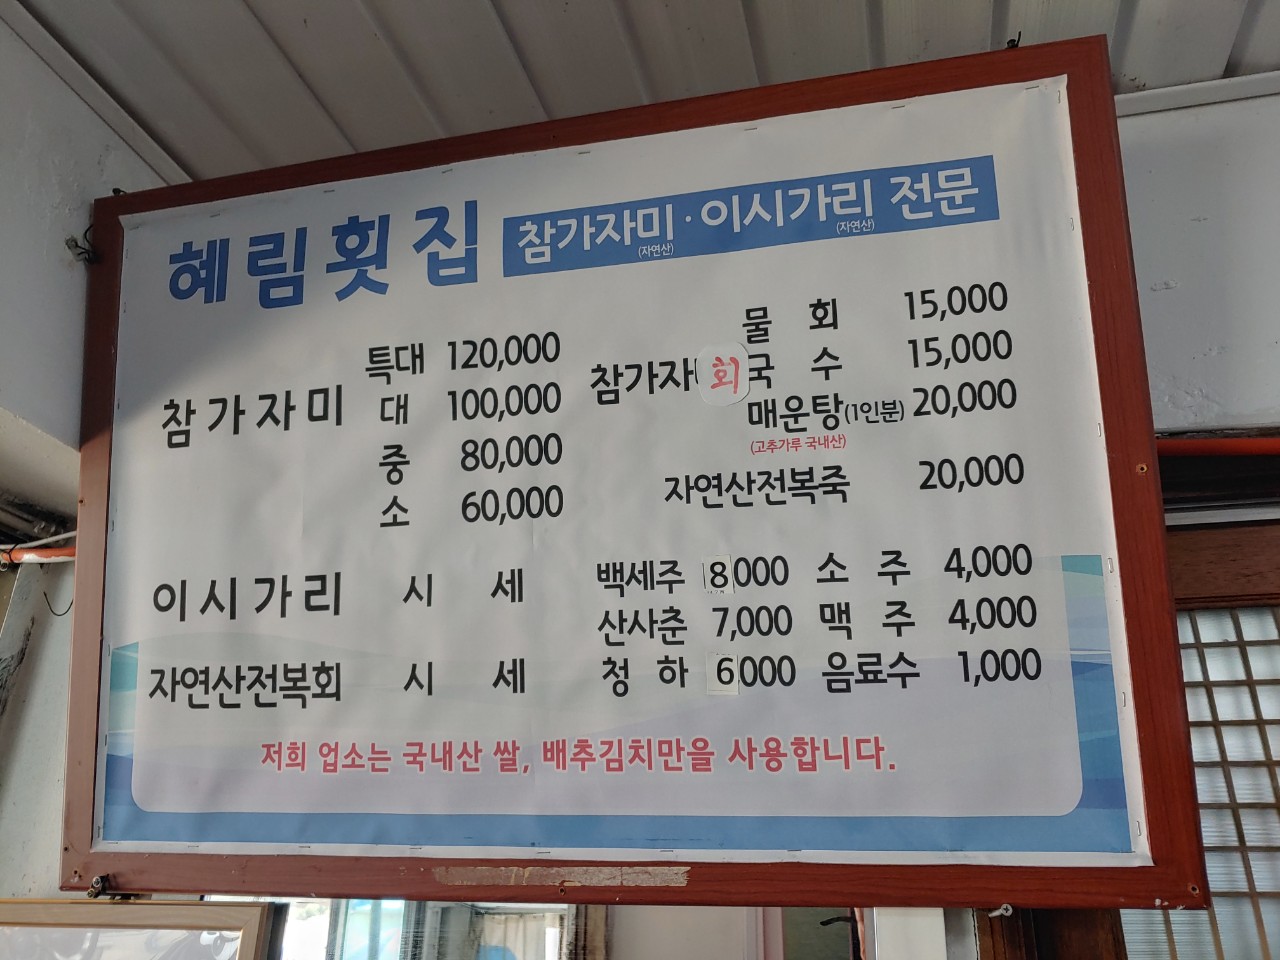 혜림횟집 참가자미·이시가리 전문
(자연산) (자연산)
참가자미 특대 120,000
대 100,000
중 80,000
소 60,000
이시가리 시 세
자연산전복회 시 세
참가자 물 회 15,000
회 국 수 15,000
매운탕(1인분) 20,000
(고추가루 국내산)
자연산전복죽 20,000
백세주 8000 소 주 4,000
산사춘 7,000 맥 주 4,000
청 하 6000 음료수 1,000
저희 업소는 국내산 쌀, 배추김치만을 사용합니다.